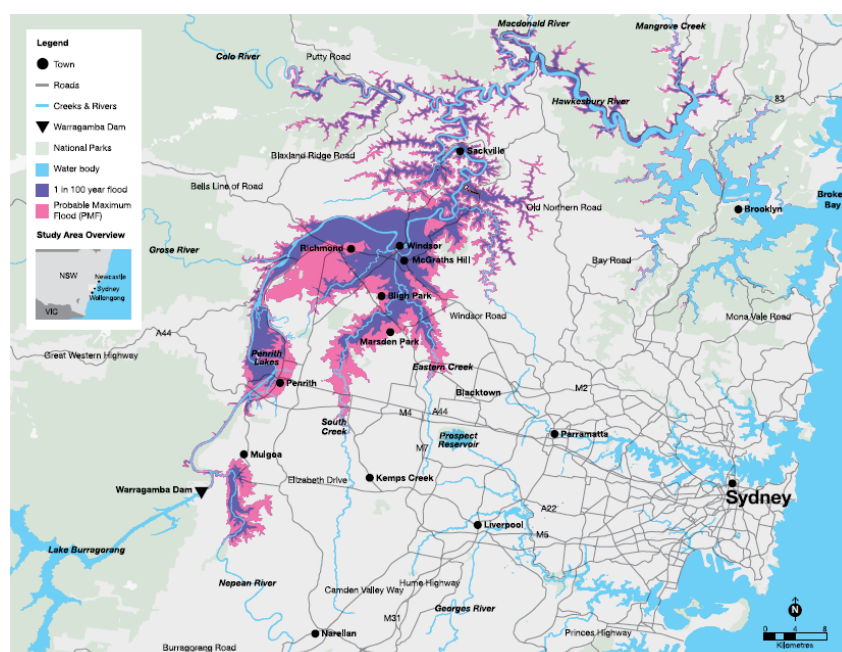 Legend
Town
Roads
Creeks & Rivers
Warragamba Dam
National Parks
Water body
1 in 100 year flood
Probable Maximum
Flood (PMF)
Study Area Overview
NSW
Newcastle
Sydney
Wollongong
VIC
Macdonald River
Mangrove Creek
Colo River
Putty Road
Hawkesbury River
83
Blaxland Ridge Road
Sackville
Bells Line of Road
Old Northern Road
Brooklyn
Broke
Bay
Grose River
Richmond
Windsor
McGraths Hill
Bay Road
Bligh Park
Windsor Road
Mona Vale Road
A44
Marsden Park
Great Western Highway
Penrith
Lakes
Eastern Creek
Penrith
Blacktown
M2
M4
A44
South
Creek
Prospect
Reservoir
Perramatta
M7
Mulgoa
Warragamba Dam
Elizabeth Drive
Kemps Creek
Sydney
A22
Liverpool
M5
Lake Burragorang
Nepean River
Hume Highway
Camden Valley Way
Georges River
M31
Narellan
Princes Highway
Burragorang Road
N
0 4 8
Kilometres